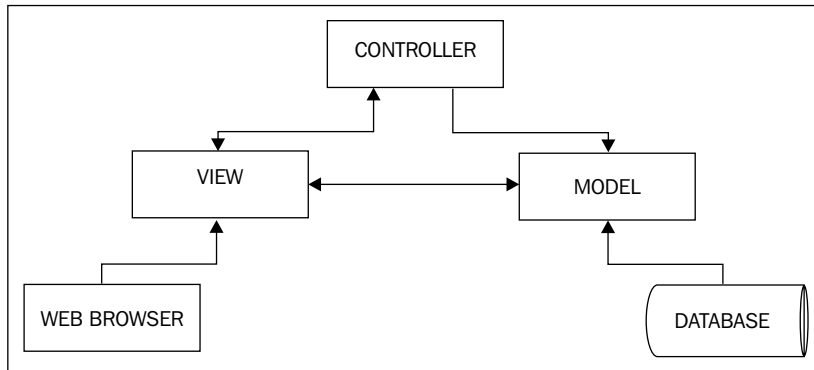 CONTROLLER
VIEW
MODEL
WEB BROWSER
DATABASE